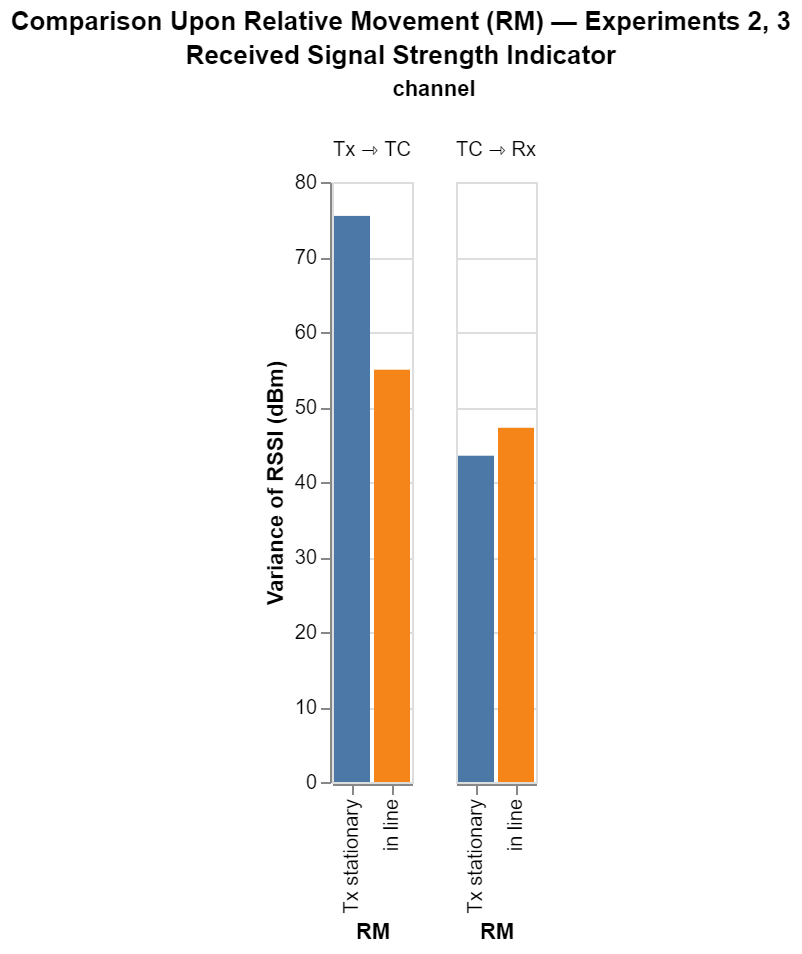 Comparison Upon Relative Movement (RM) — Experiments 2, 3
Received Signal Strength Indicator
channel
Tx ⇾ TC
TC ⇾ Rx
Variance of RSSI (dBm)
80
70
60
50
40
30
20
10
0
Tx stationary
in line
Tx stationary
in line
RM
RM